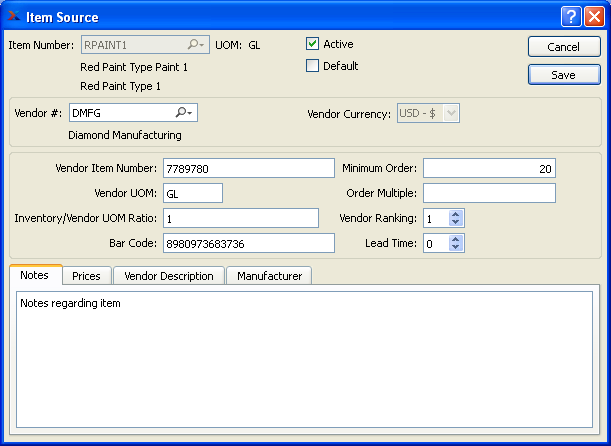 Item Source
Item Number: RPAINT1 UOM: GL Active Cancel
Red Paint Type Paint 1 Default Save
Red Paint Type 1
Vendor #: DMFG Vendor Currency: USD - $
Diamond Manufacturing
Vendor Item Number: 7789780 Minimum Order: 20
Vendor UOM: GL Order Multiple:
Inventory/Vendor UOM Ratio: 1 Vendor Ranking: 1
Bar Code: 8980973683736 Lead Time: 0
Notes Prices Vendor Description Manufacturer
Notes regarding item